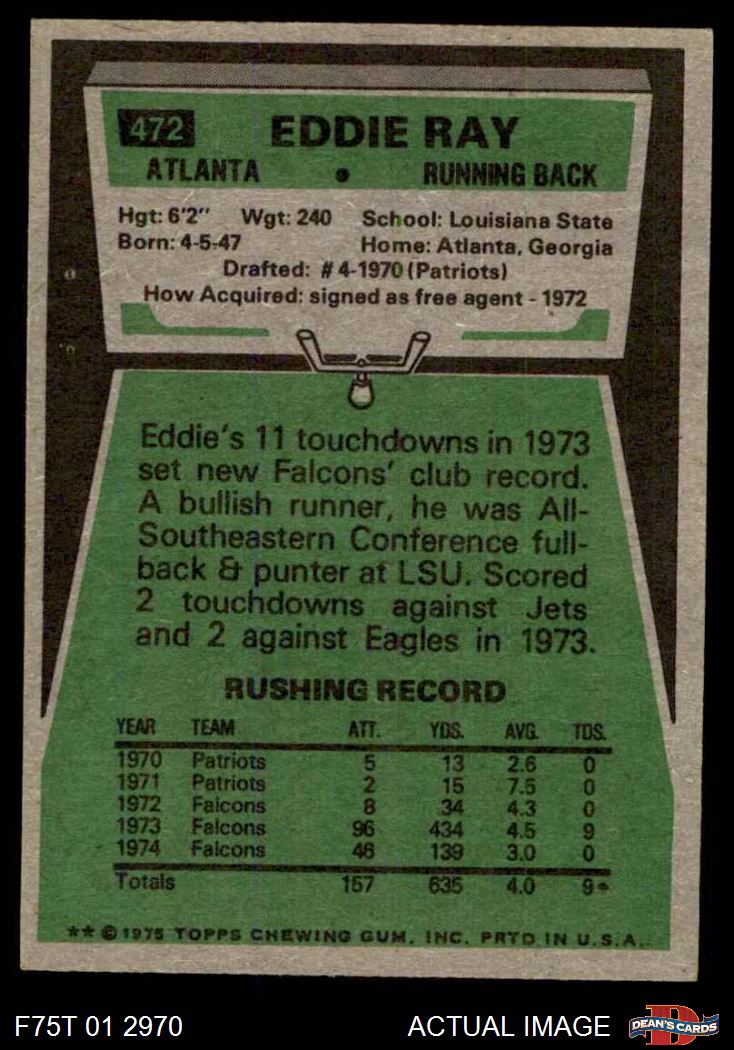 472 EDDIE RAY
ATLANTA • RUNNING BACK
Hgt: 6'2" Wgt: 240 School: Louisiana State
Born: 4-5-47 Home: Atlanta, Georgia
Drafted: #4-1970 (Patriots)
How Acquired: signed as free agent - 1972
Eddie's 11 touchdowns in 1973
set new Falcons' club record.
A bullish runner, he was All-
Southeastern Conference full-
back & punter at LSU. Scored
2 touchdowns against Jets
and 2 against Eagles in 1973.
RUSHING RECORD
YEAR TEAM ATT. YDS. AVG. TDS.
1970 Patriots 5 13 2.6 0
1971 Patriots 2 15 7.5 0
1972 Falcons 8 34 4.3 0
1973 Falcons 96 434 4.5 9
1974 Falcons 46 139 3.0 0
Totals 157 635 4.0 9
** © 1975 TOPPS CHEWING GUM, INC. PRTD IN U.S.A.
F75T 01 2970 ACTUAL IMAGE D DEAN'S CARDS